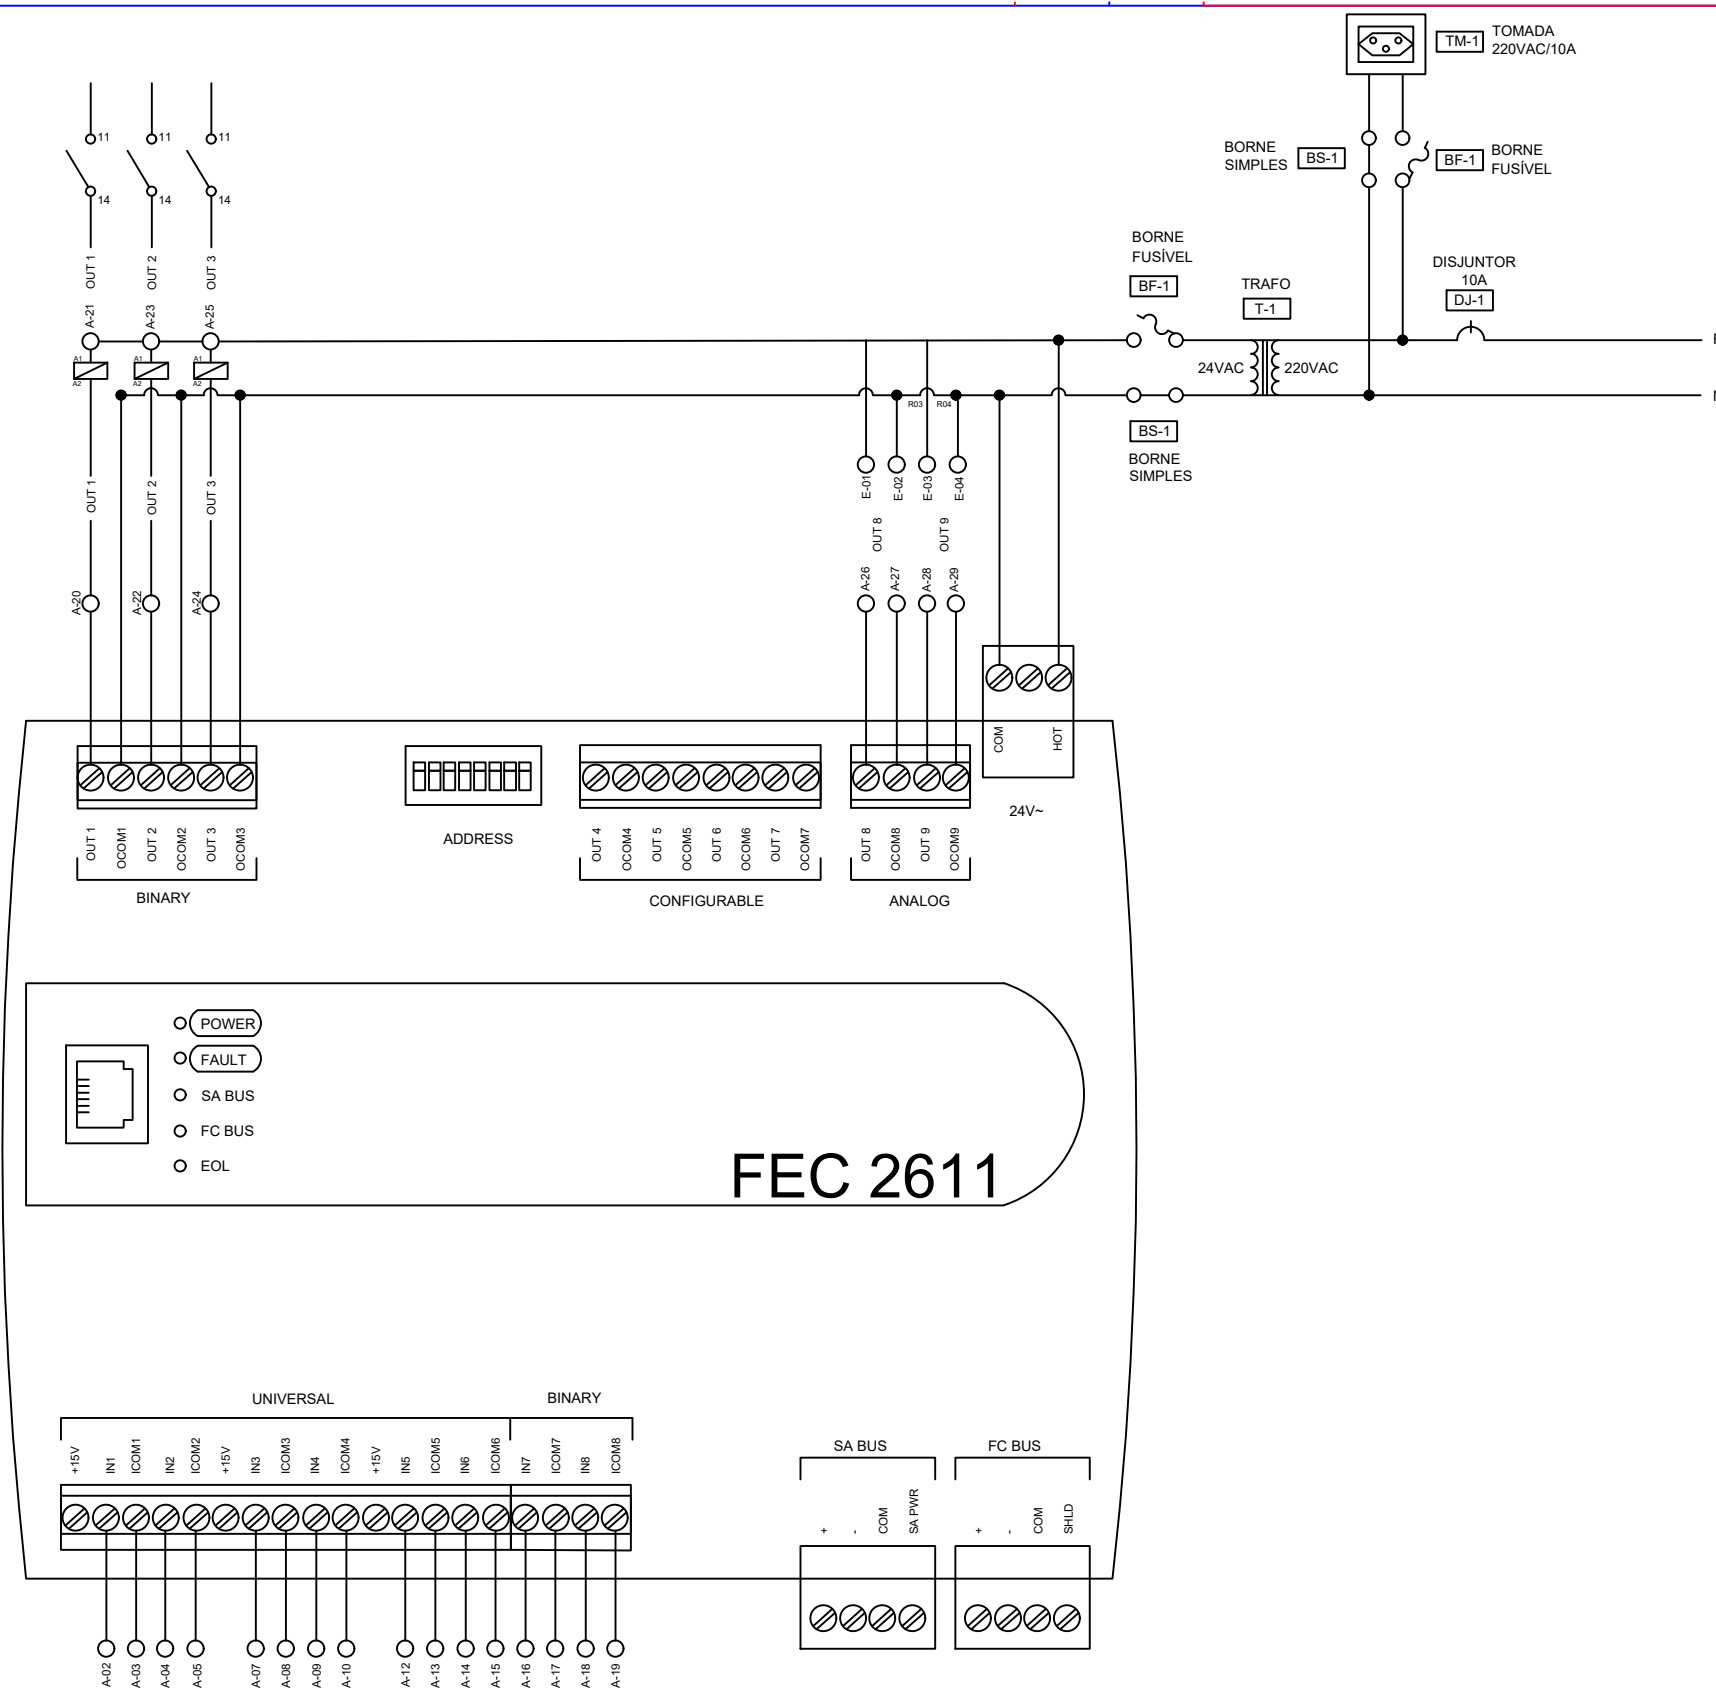 TM-1
TOMADA
220VAC/10A
11
11
11
14
14
14
BORNE
SIMPLES
BS-1
BF-1
BORNE
FUSÍVEL
OUT 1
OUT 2
OUT 3
BORNE
FUSÍVEL
BF-1
TRAFO
T-1
DISJUNTOR
10A
DJ-1
A-21
A-23
A-25
A1
A1
A1
A2
A2
A2
24VAC
220VAC
R03
R04
BS-1
BORNE
SIMPLES
OUT 1
OUT 2
OUT 3
E-01
E-02
E-03
E-04
OUT 8
OUT 9
A-20
A-22
A-24
A-26
A-27
A-28
A-29
COM
HOT
24V~
OUT 1
OCOM1
OUT 2
OCOM2
OUT 3
OCOM3
BINARY
ADDRESS
OUT 4
OCOM4
OUT 5
OCOM5
OUT 6
OCOM6
OUT 7
OCOM7
CONFIGURABLE
OUT 8
OCOM8
OUT 9
OCOM9
ANALOG
POWER
FAULT
SA BUS
FC BUS
EOL
FEC 2611
UNIVERSAL
BINARY
+15V
IN1
ICOM1
IN2
ICOM2
+15V
IN3
ICOM3
IN4
ICOM4
+15V
IN5
ICOM5
IN6
ICOM6
IN7
ICOM7
IN8
ICOM8
SA BUS
+
-
COM
SA PWR
FC BUS
+
-
COM
SHLD
A-02
A-03
A-04
A-05
A-07
A-08
A-09
A-10
A-12
A-13
A-14
A-15
A-16
A-17
A-18
A-19